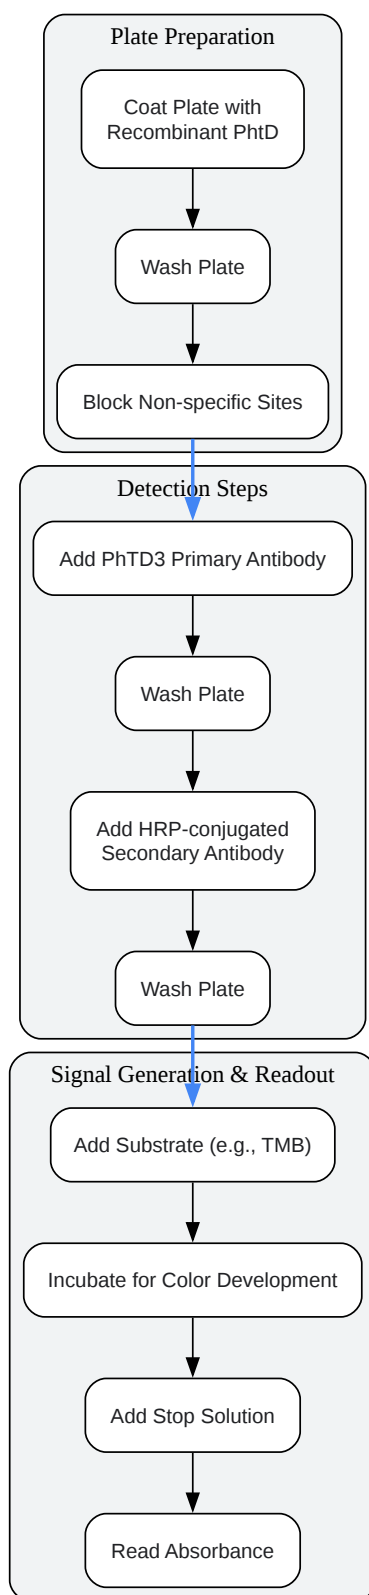 Plate Preparation
Coat Plate with
Recombinant PhtD
Wash Plate
Block Non-specific Sites
Detection Steps
Add PhTD3 Primary Antibody
Wash Plate
Add HRP-conjugated
Secondary Antibody
Wash Plate
Signal Generation & Readout
Add Substrate (e.g., TMB)
Incubate for Color Development
Add Stop Solution
Read Absorbance